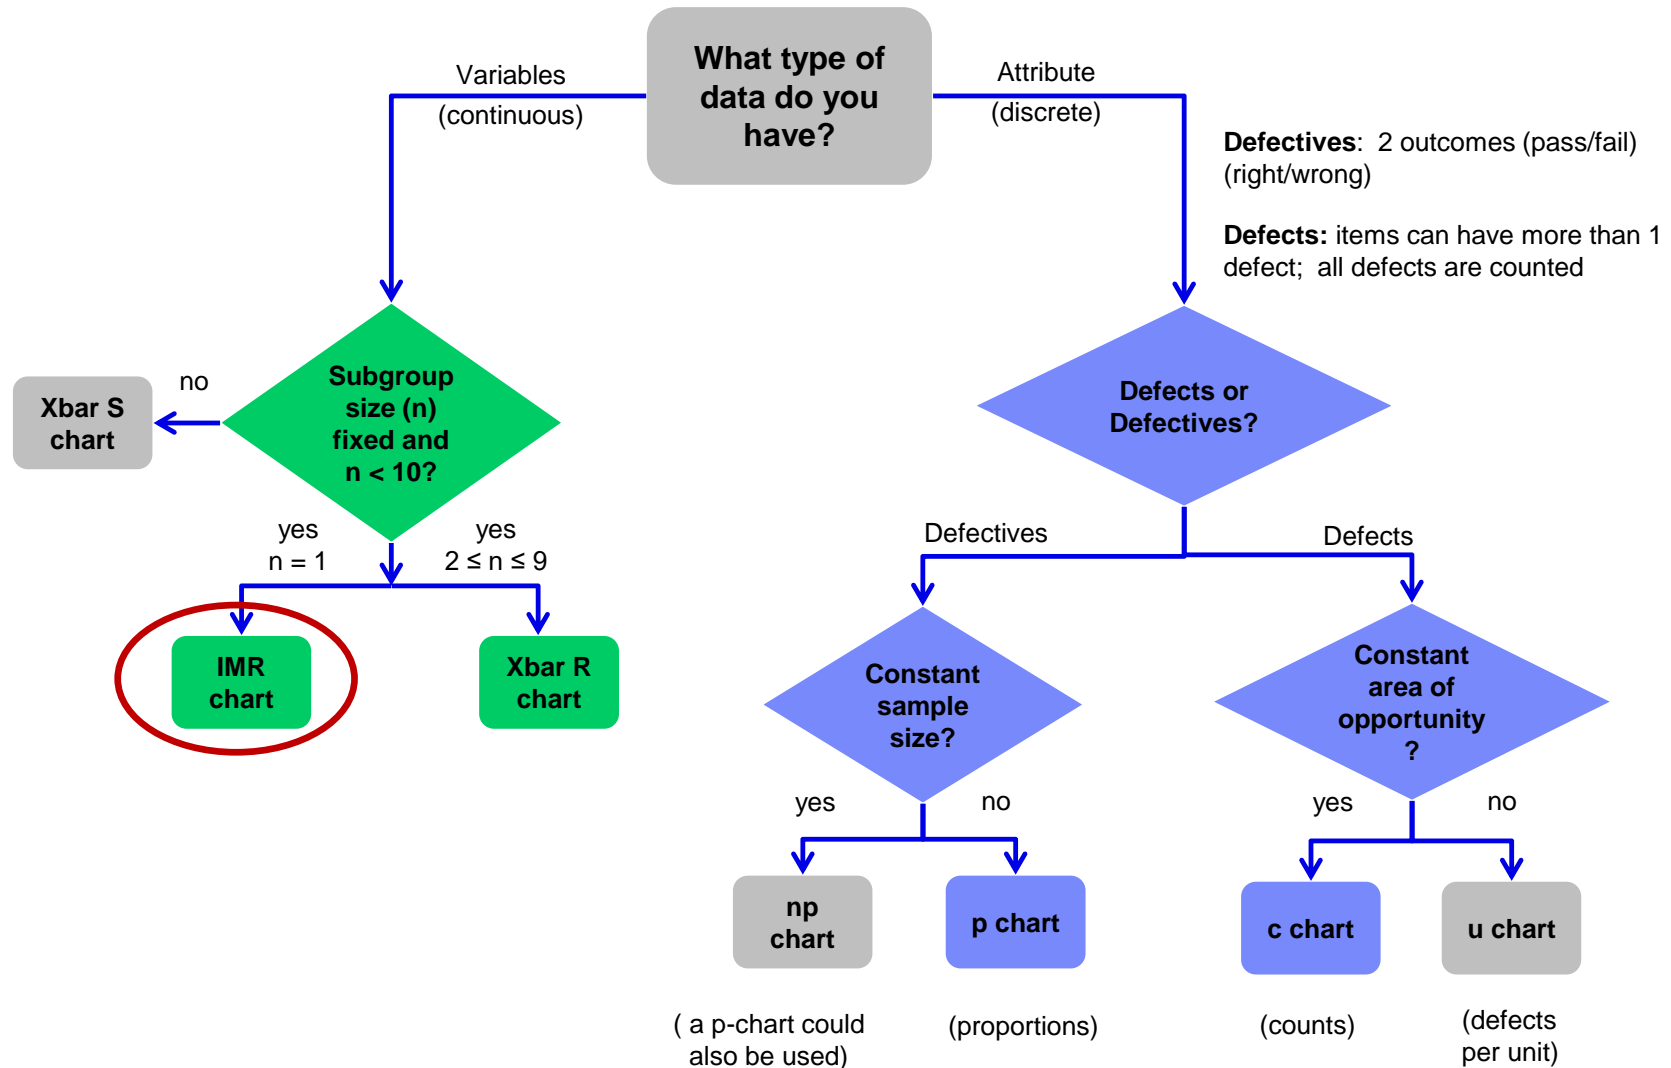 What type of
data do you
have?
Variables
(continuous)
Attribute
(discrete)
Defectives:  2 outcomes (pass/fail)
(right/wrong)
Defects: items can have more than 1
defect;  all defects are counted
Subgroup
size (n)
fixed and
n < 10?
no
Xbar S
chart
Defects or
Defectives?
yes
n = 1
yes
2 ≤ n ≤ 9
IMR
chart
Xbar R
chart
Defectives
Defects
Constant
sample
size?
Constant
area of
opportunity
?
yes
no
yes
no
np
chart
p chart
c chart
u chart
( a p-chart could
also be used)
(proportions)
(counts)
(defects
per unit)